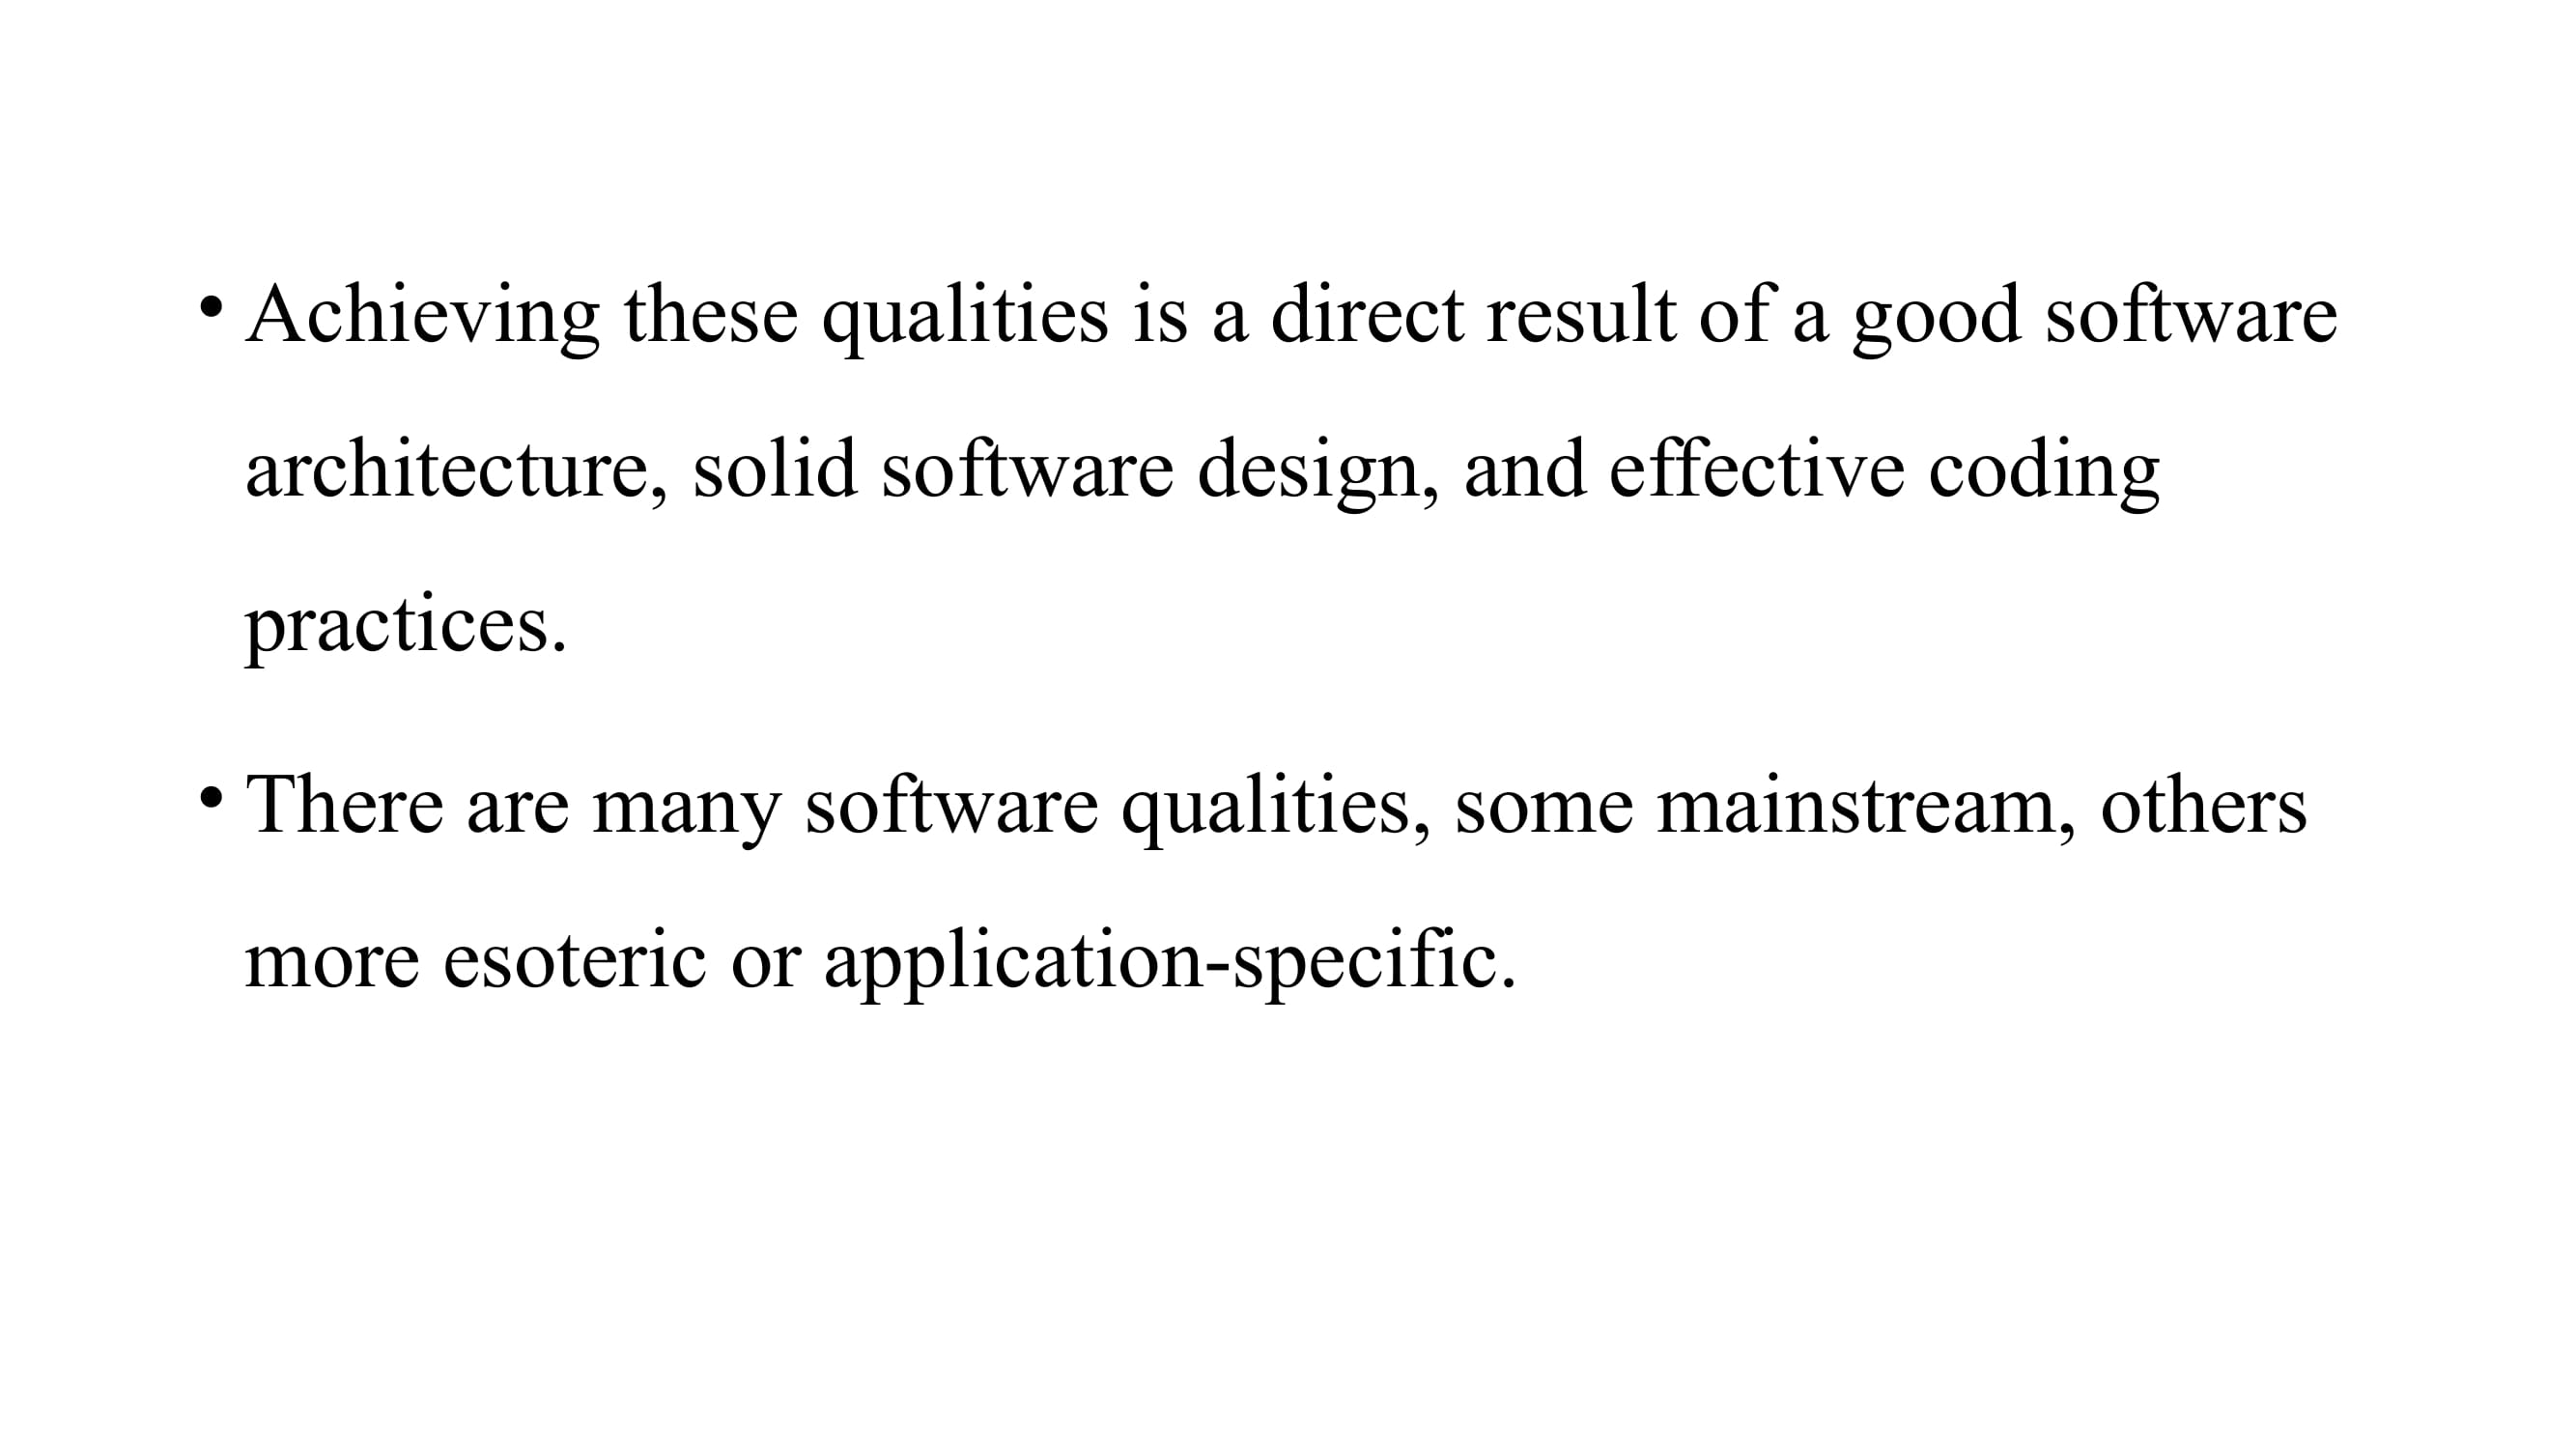 • Achieving these qualities is a direct result of a good software
architecture, solid software design, and effective coding
practices.
• There are many software qualities, some mainstream, others
more esoteric or application-specific.